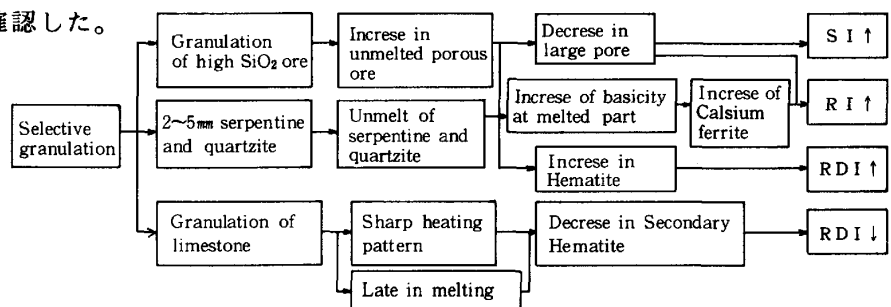 確認した。
Selective
granulation
Granulation
of high SiO₂ ore
Increse in
unmelted porous
ore
Decrese in
large pore
S I ↑
2~5mm serpentine
and quartzite
Unmelt of
serpentine and
quartzite
Increse of basicity
at melted part
Increse of
Calsium
ferrite
R I ↑
Increse in
Hematite
R D I ↑
Granulation of
limestone
Sharp heating
pattern
Late in melting
Decrese in Secondary
Hematite
R D I ↓